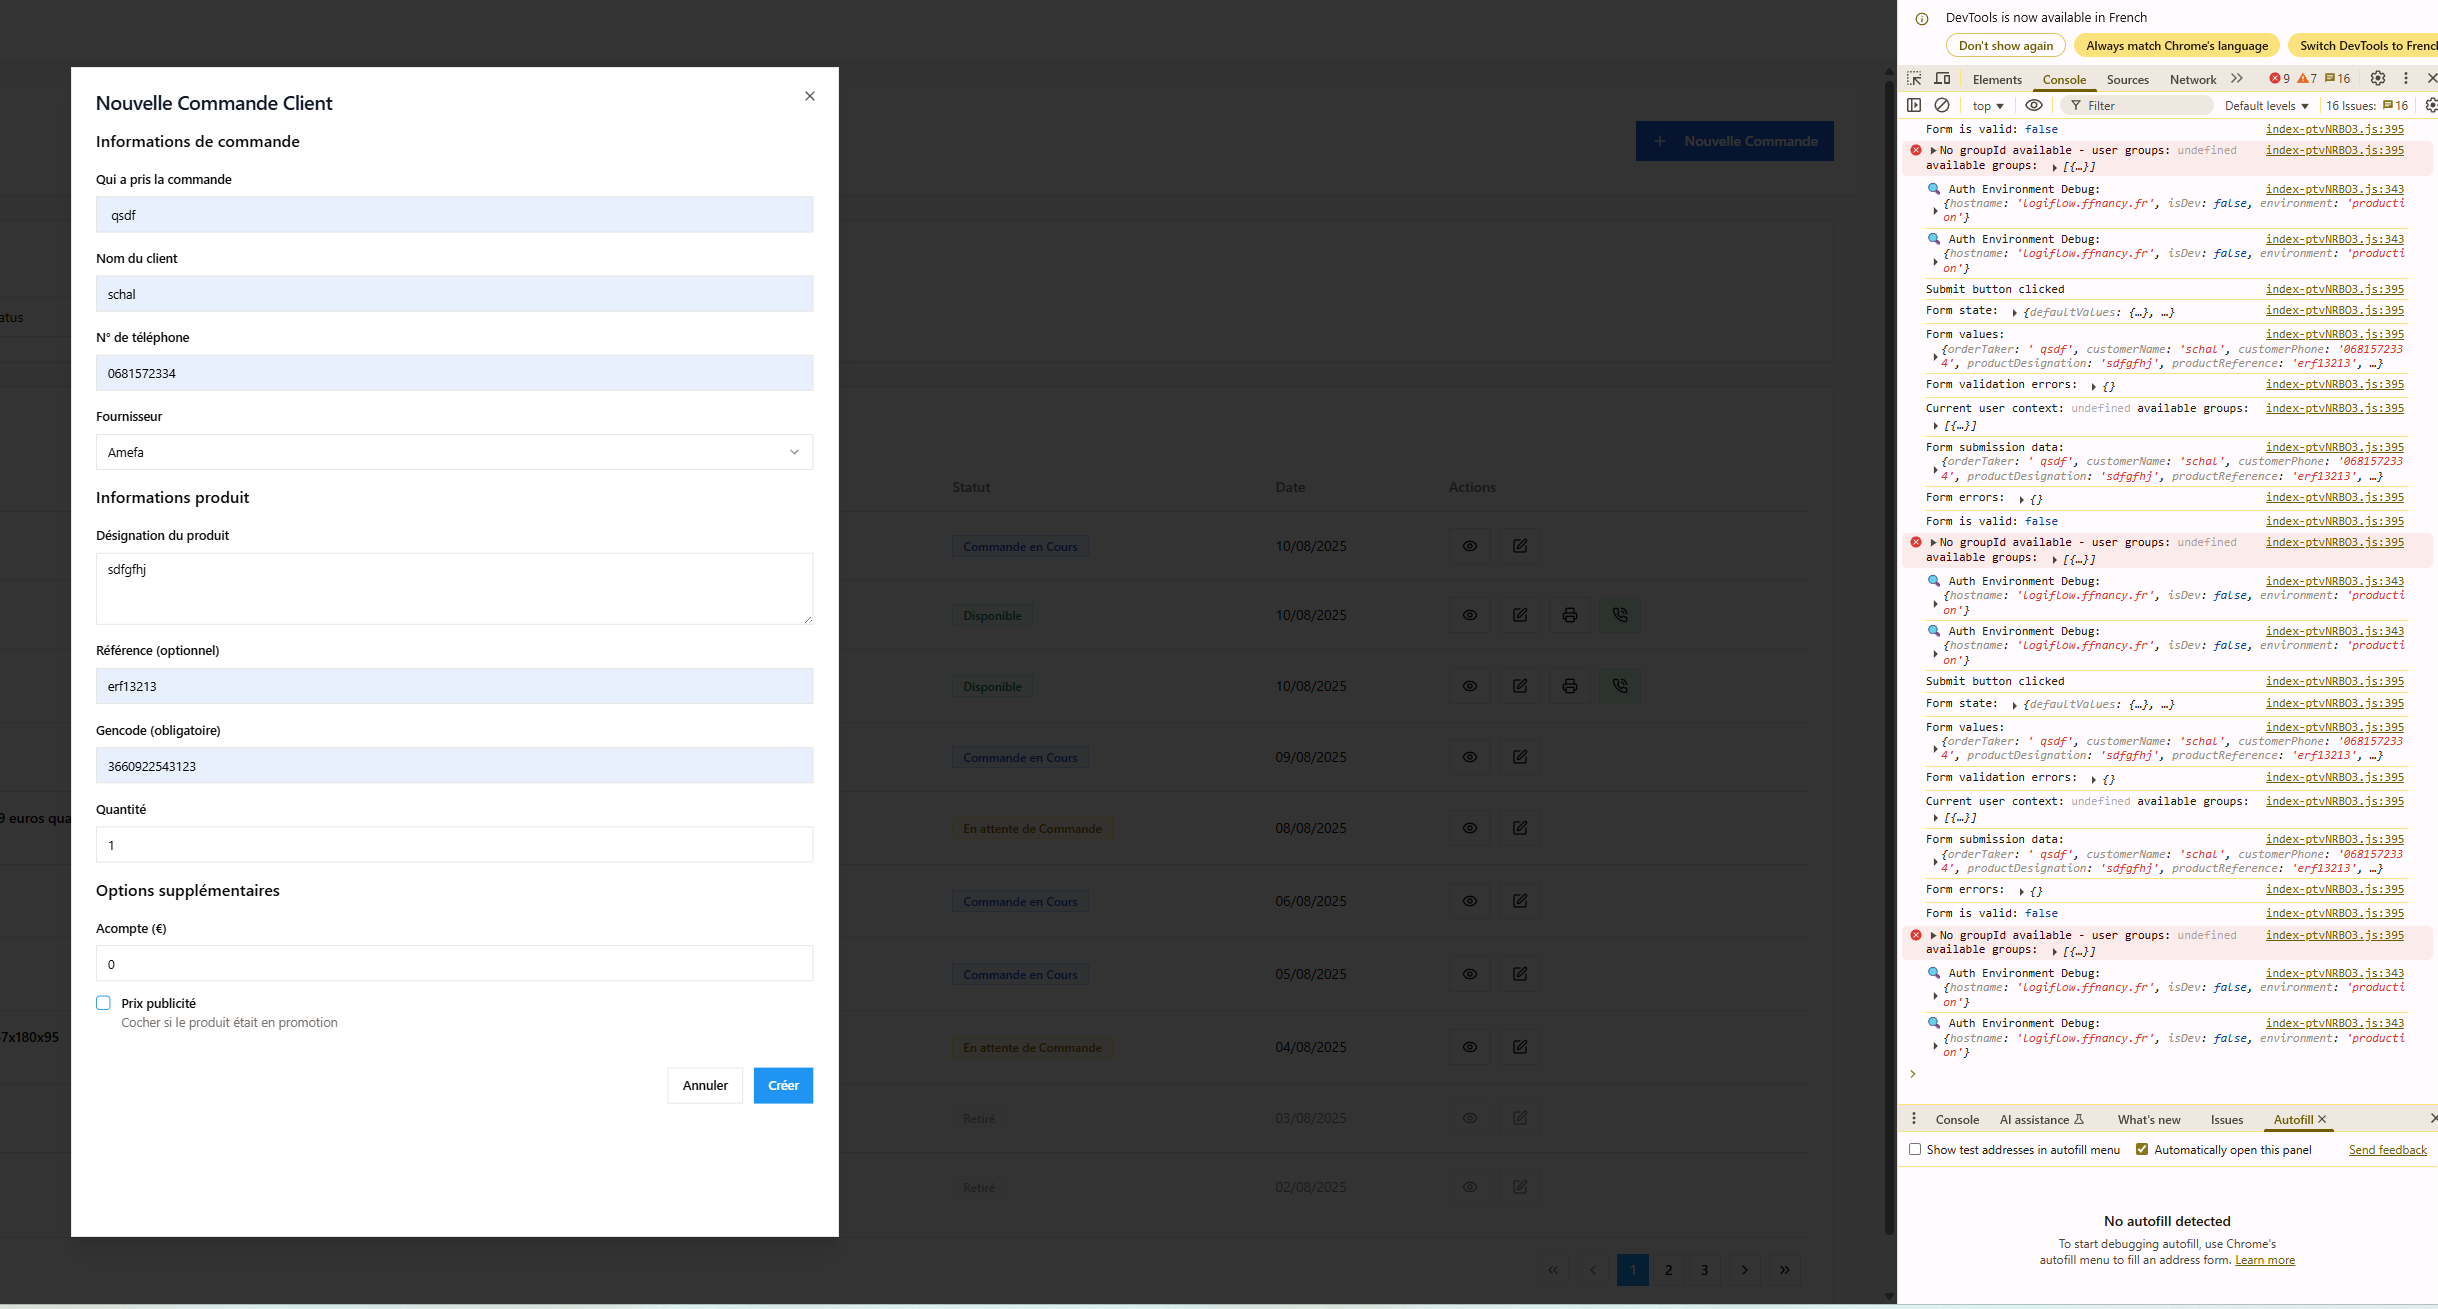 Nouvelle Commande Client
Informations de commande
Qui a pris la commande
qsdf
Nom du client
schal
N° de téléphone
0681572334
Fournisseur
Amefa
Informations produit
Désignation du produit
sdfgfhj
Référence (optionnel)
erf13213
Gencode (obligatoire)
3660922543123
Quantité
1
Options supplémentaires
Acompte (€)
0
Prix publicité
Cocher si le produit était en promotion
Annuler
Créer
atus
9 euros qua
7x180x95
+ Nouvelle Commande
Statut Date Actions
Commande en Cours 10/08/2025
Disponible 10/08/2025
Disponible 10/08/2025
Commande en Cours 09/08/2025
En attente de Commande 08/08/2025
Commande en Cours 06/08/2025
Commande en Cours 05/08/2025
En attente de Commande 04/08/2025
Retiré 03/08/2025
Retiré 02/08/2025
« ‹ 1 2 3 › »
DevTools is now available in French
Don't show again Always match Chrome's language Switch DevTools to French
Elements Console Sources Network 9 7 16
top Filter Default levels 16 Issues: 16
Form is valid: false index-ptvNRBO3.js:395
No groupId available - user groups: undefined index-ptvNRBO3.js:395
available groups: [{…}]
Auth Environment Debug: index-ptvNRBO3.js:343
{hostname: 'logiflow.ffnancy.fr', isDev: false, environment: 'producti
on'}
Auth Environment Debug: index-ptvNRBO3.js:343
{hostname: 'logiflow.ffnancy.fr', isDev: false, environment: 'producti
on'}
Submit button clicked index-ptvNRBO3.js:395
Form state: {defaultValues: {…}, …} index-ptvNRBO3.js:395
Form values: index-ptvNRBO3.js:395
{orderTaker: ' qsdf', customerName: 'schal', customerPhone: '068157233
4', productDesignation: 'sdfgfhj', productReference: 'erf13213', …}
Form validation errors: {} index-ptvNRBO3.js:395
Current user context: undefined available groups: index-ptvNRBO3.js:395
[{…}]
Form submission data: index-ptvNRBO3.js:395
{orderTaker: ' qsdf', customerName: 'schal', customerPhone: '068157233
4', productDesignation: 'sdfgfhj', productReference: 'erf13213', …}
Form errors: {} index-ptvNRBO3.js:395
Form is valid: false index-ptvNRBO3.js:395
No groupId available - user groups: undefined index-ptvNRBO3.js:395
available groups: [{…}]
Auth Environment Debug: index-ptvNRBO3.js:343
{hostname: 'logiflow.ffnancy.fr', isDev: false, environment: 'producti
on'}
Auth Environment Debug: index-ptvNRBO3.js:343
{hostname: 'logiflow.ffnancy.fr', isDev: false, environment: 'producti
on'}
Submit button clicked index-ptvNRBO3.js:395
Form state: {defaultValues: {…}, …} index-ptvNRBO3.js:395
Form values: index-ptvNRBO3.js:395
{orderTaker: ' qsdf', customerName: 'schal', customerPhone: '068157233
4', productDesignation: 'sdfgfhj', productReference: 'erf13213', …}
Form validation errors: {} index-ptvNRBO3.js:395
Current user context: undefined available groups: index-ptvNRBO3.js:395
[{…}]
Form submission data: index-ptvNRBO3.js:395
{orderTaker: ' qsdf', customerName: 'schal', customerPhone: '068157233
4', productDesignation: 'sdfgfhj', productReference: 'erf13213', …}
Form errors: {} index-ptvNRBO3.js:395
Form is valid: false index-ptvNRBO3.js:395
No groupId available - user groups: undefined index-ptvNRBO3.js:395
available groups: [{…}]
Auth Environment Debug: index-ptvNRBO3.js:343
{hostname: 'logiflow.ffnancy.fr', isDev: false, environment: 'producti
on'}
Auth Environment Debug: index-ptvNRBO3.js:343
{hostname: 'logiflow.ffnancy.fr', isDev: false, environment: 'producti
on'}
Console AI assistance What's new Issues Autofill
Show test addresses in autofill menu Automatically open this panel Send feedback
No autofill detected
To start debugging autofill, use Chrome's
autofill menu to fill an address form. Learn more